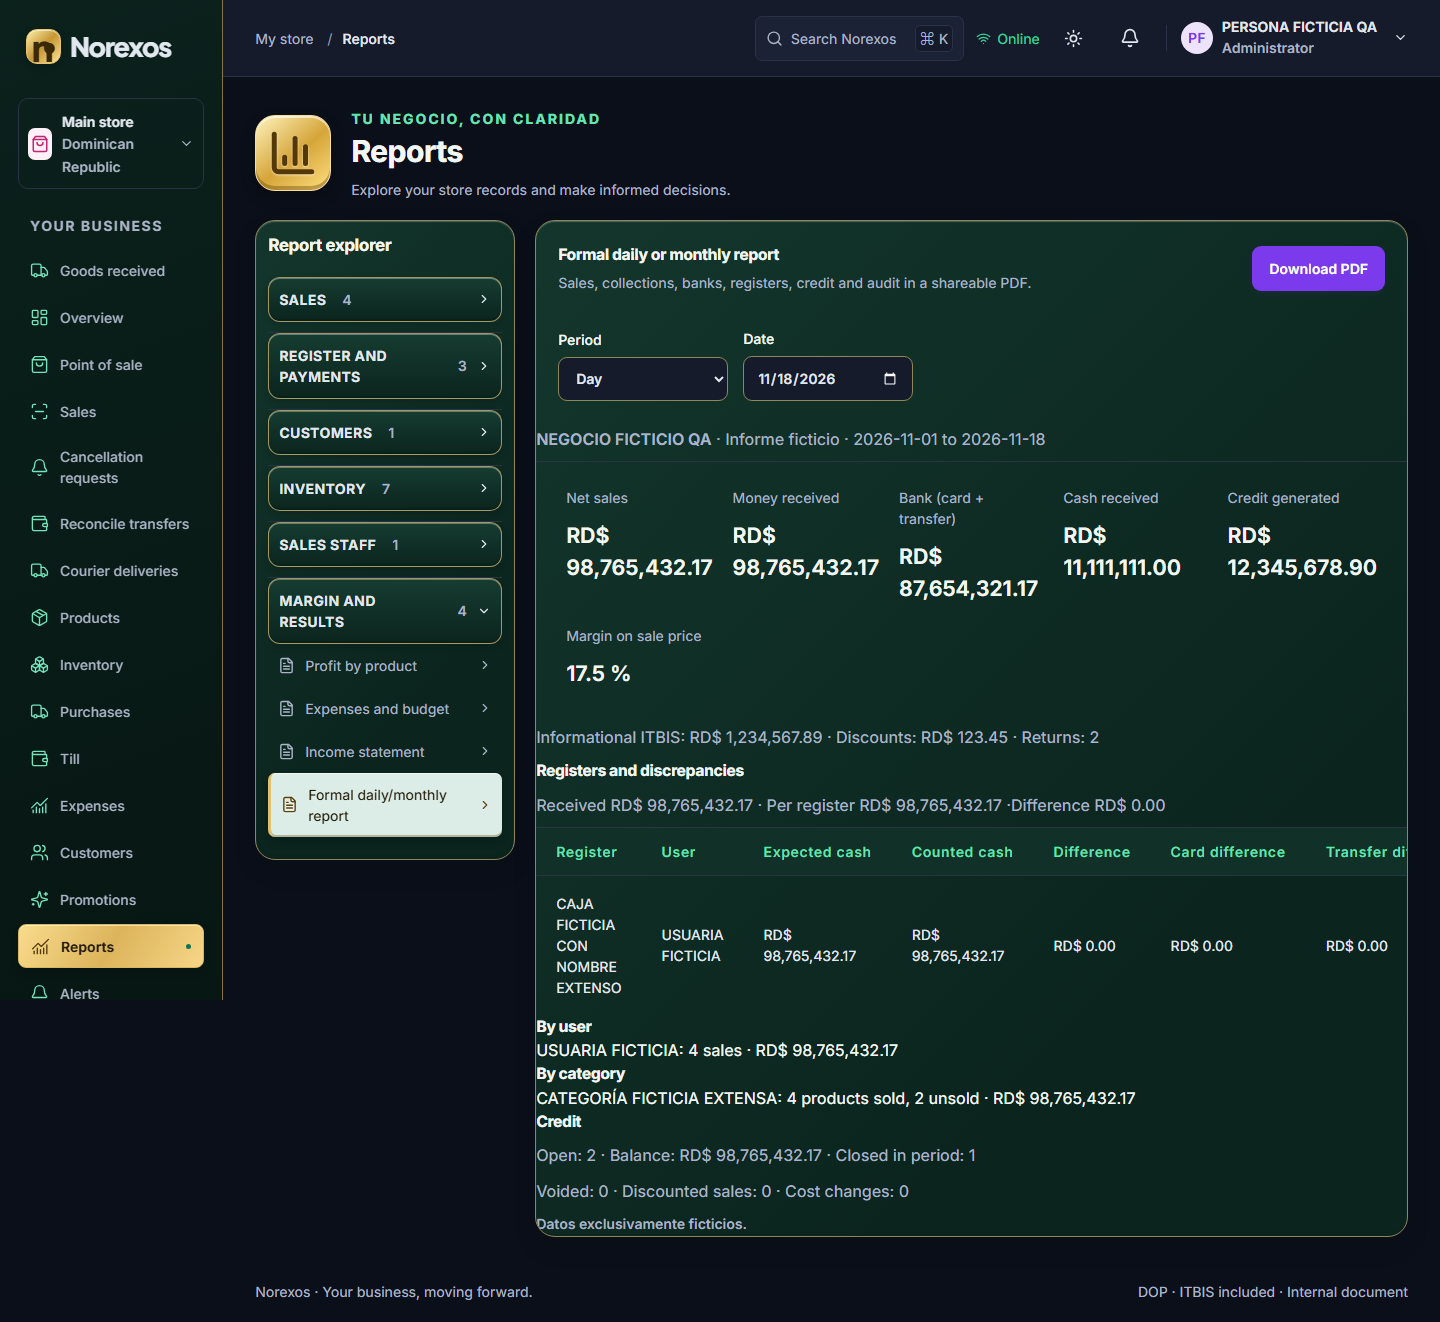 Norexos
My store / Reports
Search Norexos ⌘ K
Online
PF
PERSONA FICTICIA QA
Administrator
Main store
Dominican
Republic
YOUR BUSINESS
Goods received
Overview
Point of sale
Sales
Cancellation
requests
Reconcile transfers
Courier deliveries
Products
Inventory
Purchases
Till
Expenses
Customers
Promotions
Reports
Alerts
TU NEGOCIO, CON CLARIDAD
Reports
Explore your store records and make informed decisions.
Report explorer
SALES 4
REGISTER AND
PAYMENTS 3
CUSTOMERS 1
INVENTORY 7
SALES STAFF 1
MARGIN AND
RESULTS 4
Profit by product
Expenses and budget
Income statement
Formal daily/monthly
report
Formal daily or monthly report
Sales, collections, banks, registers, credit and audit in a shareable PDF.
Download PDF
Period
Day
Date
11/18/2026
NEGOCIO FICTICIO QA · Informe ficticio · 2026-11-01 to 2026-11-18
Net sales
RD$
98,765,432.17
Money received
RD$
98,765,432.17
Bank (card +
transfer)
RD$
87,654,321.17
Cash received
RD$
11,111,111.00
Credit generated
RD$
12,345,678.90
Margin on sale price
17.5 %
Informational ITBIS: RD$ 1,234,567.89 · Discounts: RD$ 123.45 · Returns: 2
Registers and discrepancies
Received RD$ 98,765,432.17 · Per register RD$ 98,765,432.17 ·Difference RD$ 0.00
Register User Expected cash Counted cash Difference Card difference Transfer
CAJA
FICTICIA
CON
NOMBRE
EXTENSO
USUARIA
FICTICIA
RD$
98,765,432.17
RD$
98,765,432.17
RD$ 0.00
RD$ 0.00
RD$ 0.00
By user
USUARIA FICTICIA: 4 sales · RD$ 98,765,432.17
By category
CATEGORÍA FICTICIA EXTENSA: 4 products sold, 2 unsold · RD$ 98,765,432.17
Credit
Open: 2 · Balance: RD$ 98,765,432.17 · Closed in period: 1
Voided: 0 · Discounted sales: 0 · Cost changes: 0
Datos exclusivamente ficticios.
Norexos · Your business, moving forward.
DOP · ITBIS included · Internal document